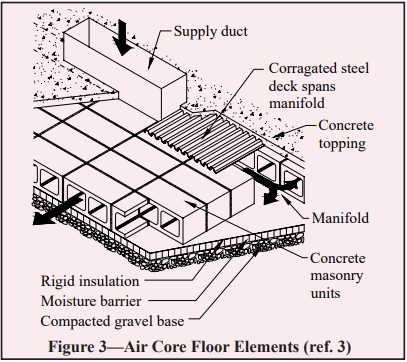 Supply duct
Corragated steel
deck spans
manifold
Concrete
topping
Manifold
Concrete
masonry
units
Rigid insulation
Moisture barrier
Compacted gravel base
Figure 3—Air Core Floor Elements (ref. 3)